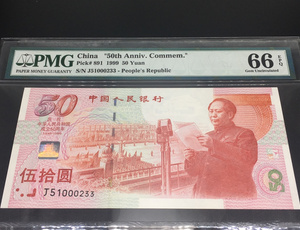 PMG
PAPER MONEY GUARANTY
China "50th Anniv. Commem."
Pick# 891 1999 50 Yuan
S/N J51000233 - People's Republic
66 EPQ
Gem Uncirculated
50
中国人民银行
伍拾圆
J51000233